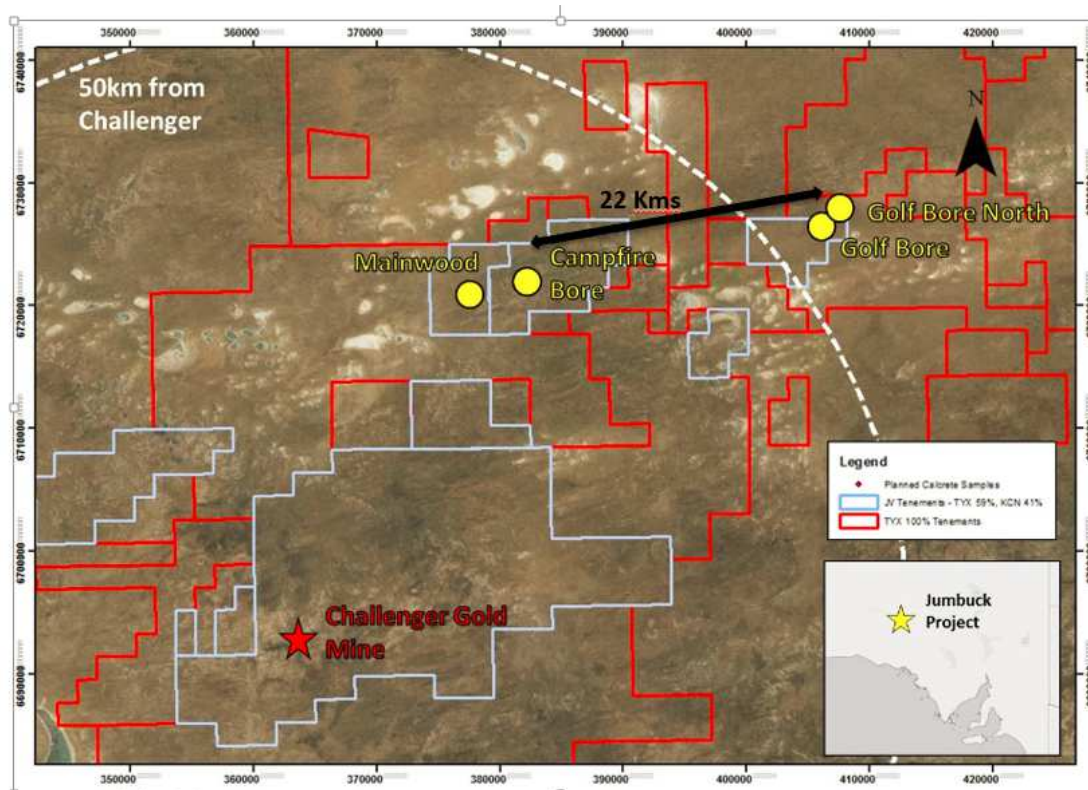 350000 360000 370000 380000 390000 400000 410000 420000
6740000
50km from
Challenger
N
6730000
22 Kms
Golf Bore North
Golf Bore
Mainwood
Campfire
Bore
6720000
6710000
Legend
Planned Calcrete Samples
JV Tenements - TYX 59%, KCN 41%
TYX 100% Tenements
6700000
Challenger Gold
Mine
Jumbuck
Project
6690000
350000 360000 370000 380000 390000 400000 410000 420000